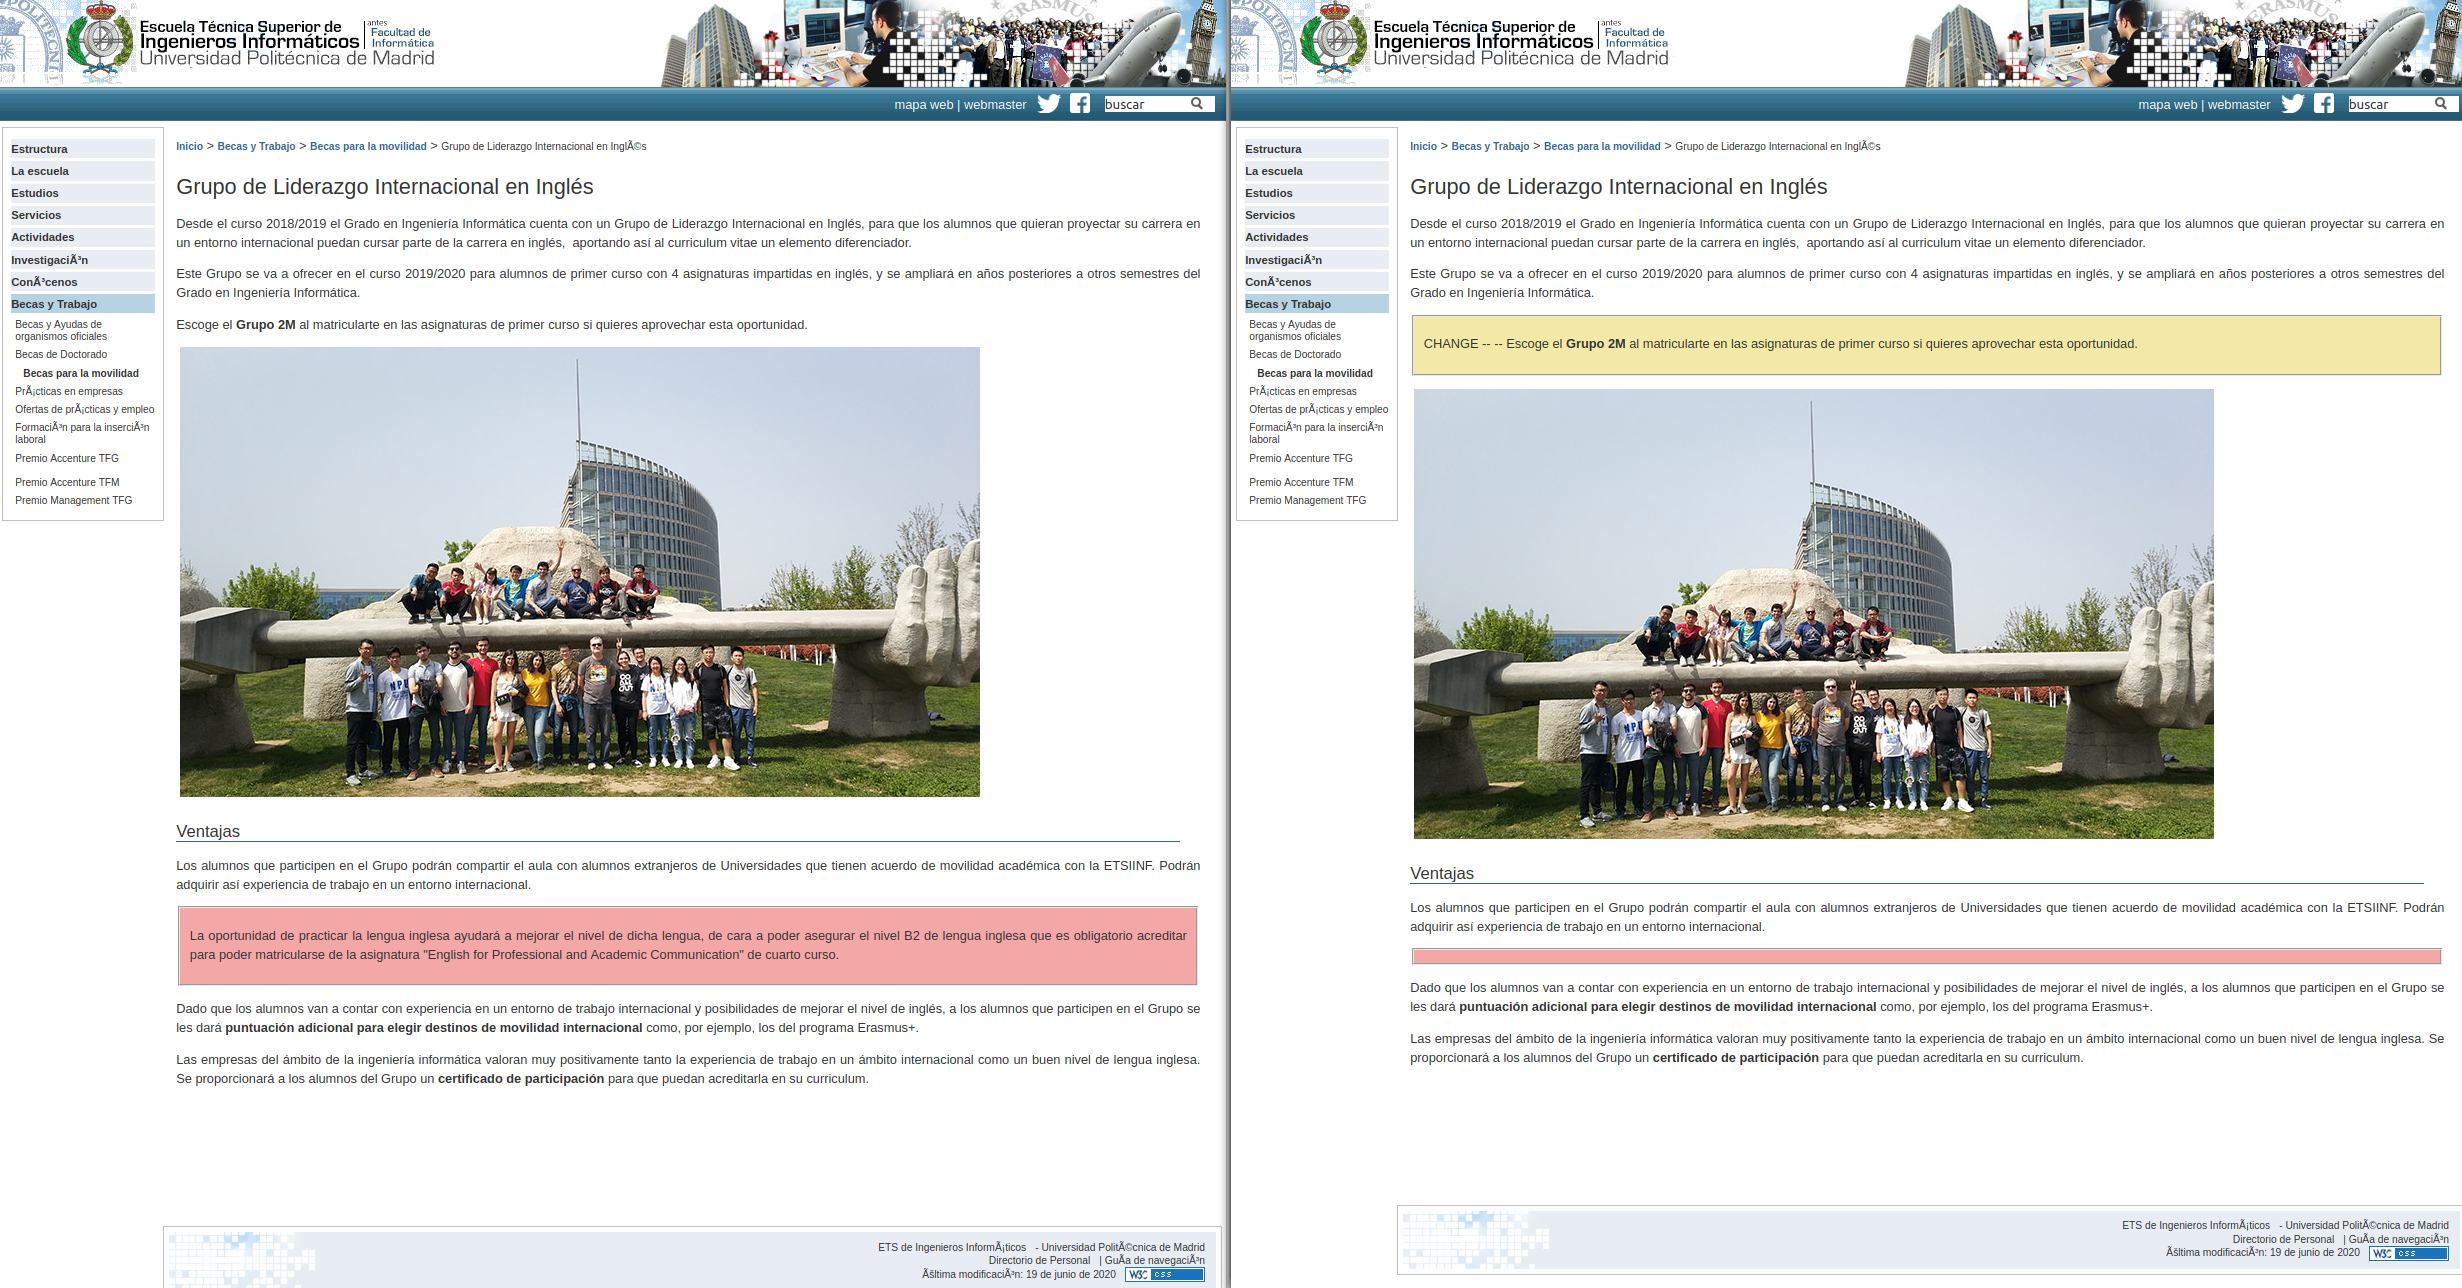 Escuela Técnica Superior de
Ingenieros Informáticos
Universidad Politécnica de Madrid
antes
Facultad de
Informática
ERASMUS
mapa web | webmaster
buscar
Estructura
La escuela
Estudios
Servicios
Actividades
InvestigaciÃ³n
ConÃ³cenos
Becas y Trabajo
Becas y Ayudas de
organismos oficiales
Becas de Doctorado
Becas para la movilidad
PrÃ¡cticas en empresas
Ofertas de prÃ¡cticas y empleo
FormaciÃ³n para la inserciÃ³n
laboral
Premio Accenture TFG
Premio Accenture TFM
Premio Management TFG
Inicio > Becas y Trabajo > Becas para la movilidad > Grupo de Liderazgo Internacional en InglÃ©s
Grupo de Liderazgo Internacional en Inglés
Desde el curso 2018/2019 el Grado en Ingeniería Informática cuenta con un Grupo de Liderazgo Internacional en Inglés, para que los alumnos que quieran proyectar su carrera en
un entorno internacional puedan cursar parte de la carrera en inglés,  aportando así al curriculum vitae un elemento diferenciador.
Este Grupo se va a ofrecer en el curso 2019/2020 para alumnos de primer curso con 4 asignaturas impartidas en inglés, y se ampliará en años posteriores a otros semestres del
Grado en Ingeniería Informática.
Escoge el Grupo 2M al matricularte en las asignaturas de primer curso si quieres aprovechar esta oportunidad.
Ventajas
Los alumnos que participen en el Grupo podrán compartir el aula con alumnos extranjeros de Universidades que tienen acuerdo de movilidad académica con la ETSIINF. Podrán
adquirir así experiencia de trabajo en un entorno internacional.
La oportunidad de practicar la lengua inglesa ayudará a mejorar el nivel de dicha lengua, de cara a poder asegurar el nivel B2 de lengua inglesa que es obligatorio acreditar
para poder matricularse de la asignatura "English for Professional and Academic Communication" de cuarto curso.
Dado que los alumnos van a contar con experiencia en un entorno de trabajo internacional y posibilidades de mejorar el nivel de inglés, a los alumnos que participen en el Grupo se
les dará puntuación adicional para elegir destinos de movilidad internacional como, por ejemplo, los del programa Erasmus+.
Las empresas del ámbito de la ingeniería informática valoran muy positivamente tanto la experiencia de trabajo en un ámbito internacional como un buen nivel de lengua inglesa.
Se proporcionará a los alumnos del Grupo un certificado de participación para que puedan acreditarla en su curriculum.
ETS de Ingenieros InformÃ¡ticos   - Universidad PolitÃ©cnica de Madrid
Directorio de Personal   | GuÃa de navegaciÃ³n
Ãšltima modificaciÃ³n: 19 de junio de 2020
W3C css
Escuela Técnica Superior de
Ingenieros Informáticos
Universidad Politécnica de Madrid
antes
Facultad de
Informática
ERASMUS
mapa web | webmaster
buscar
Estructura
La escuela
Estudios
Servicios
Actividades
InvestigaciÃ³n
ConÃ³cenos
Becas y Trabajo
Becas y Ayudas de
organismos oficiales
Becas de Doctorado
Becas para la movilidad
PrÃ¡cticas en empresas
Ofertas de prÃ¡cticas y empleo
FormaciÃ³n para la inserciÃ³n
laboral
Premio Accenture TFG
Premio Accenture TFM
Premio Management TFG
Inicio > Becas y Trabajo > Becas para la movilidad > Grupo de Liderazgo Internacional en InglÃ©s
Grupo de Liderazgo Internacional en Inglés
Desde el curso 2018/2019 el Grado en Ingeniería Informática cuenta con un Grupo de Liderazgo Internacional en Inglés, para que los alumnos que quieran proyectar su carrera en
un entorno internacional puedan cursar parte de la carrera en inglés,  aportando así al curriculum vitae un elemento diferenciador.
Este Grupo se va a ofrecer en el curso 2019/2020 para alumnos de primer curso con 4 asignaturas impartidas en inglés, y se ampliará en años posteriores a otros semestres del
Grado en Ingeniería Informática.
CHANGE -- -- Escoge el Grupo 2M al matricularte en las asignaturas de primer curso si quieres aprovechar esta oportunidad.
Ventajas
Los alumnos que participen en el Grupo podrán compartir el aula con alumnos extranjeros de Universidades que tienen acuerdo de movilidad académica con la ETSIINF. Podrán
adquirir así experiencia de trabajo en un entorno internacional.
Dado que los alumnos van a contar con experiencia en un entorno de trabajo internacional y posibilidades de mejorar el nivel de inglés, a los alumnos que participen en el Grupo se
les dará puntuación adicional para elegir destinos de movilidad internacional como, por ejemplo, los del programa Erasmus+.
Las empresas del ámbito de la ingeniería informática valoran muy positivamente tanto la experiencia de trabajo en un ámbito internacional como un buen nivel de lengua inglesa. Se
proporcionará a los alumnos del Grupo un certificado de participación para que puedan acreditarla en su curriculum.
ETS de Ingenieros InformÃ¡ticos   - Universidad PolitÃ©cnica de Madrid
Directorio de Personal   | GuÃa de navegaciÃ³n
Ãšltima modificaciÃ³n: 19 de junio de 2020
W3C css